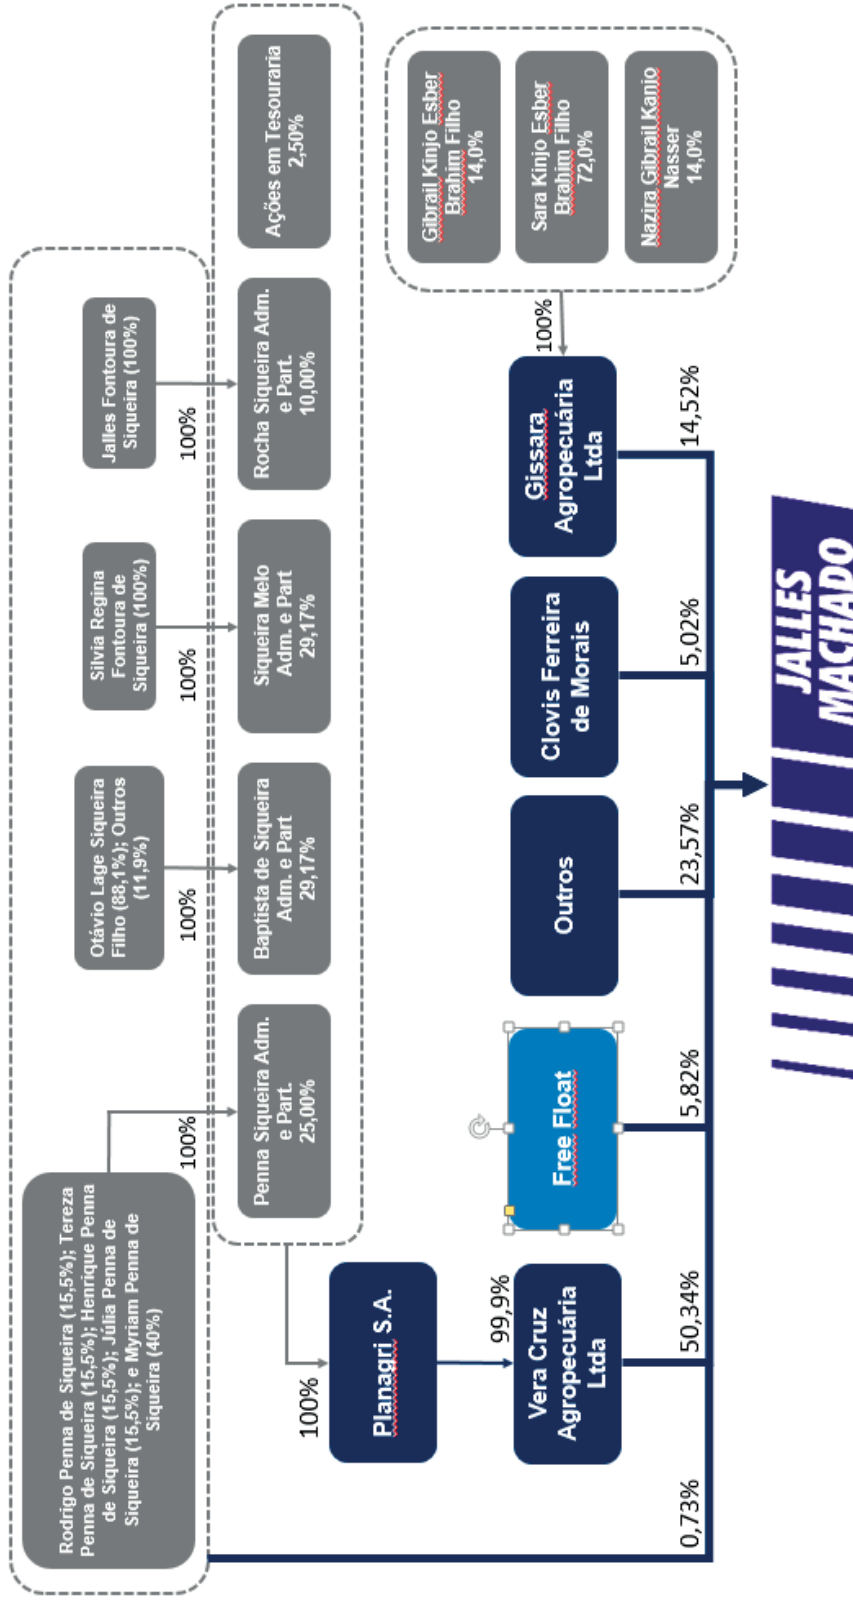 Rodrigo Penna de Siqueira (15,5%); Tereza
Penna de Siqueira (15,5%); Henrique Penna
de Siqueira (15,5%); Júlia Penna de
Siqueira (15,5%); e Myriam Penna de
Siqueira (40%)
Otávio Lage Siqueira
Filho (88,1%); Outros
(11,9%)
Silvia Regina
Fontoura de
Siqueira (100%)
Jalles Fontoura de
Siqueira (100%)
100%
100%
100%
100%
Penna Siqueira Adm.
e Part.
25,00%
Baptista de Siqueira
Adm. e Part
29,17%
Siqueira Melo
Adm. e Part
29,17%
Rocha Siqueira Adm.
e Part.
10,00%
Ações em Tesouraria
2,50%
100%
Planagri S.A.
99,9%
Gibrail Kinjo Esber
Brahim Filho
14,0%
Sara Kinjo Esber
Brahim Filho
72,0%
Nazira Gibrail Kanjo
Nasser
14,0%
100%
Vera Cruz
Agropecuária
Ltda
Free Float
Outros
Clovis Ferreira
de Morais
Gissara
Agropecuária
Ltda
0,73%
50,34%
5,82%
23,57%
5,02%
14,52%
JALLES
MACHADO